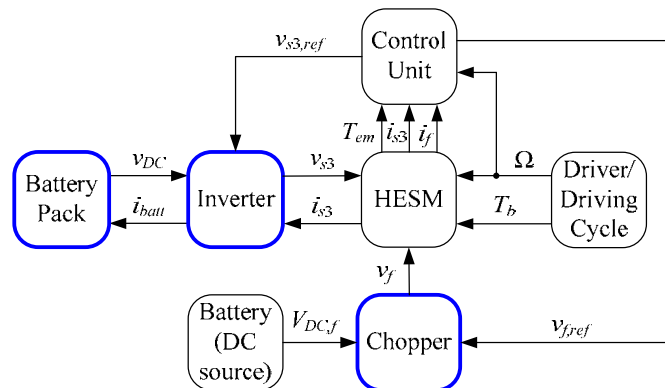 v_{s3,ref}
Control
Unit
T_{em} i_{s3} i_f
v_{DC}
v_{s3}
Ω
Battery
Pack
Inverter
HESM
Driver/
Driving
Cycle
i_{batt}
i_{s3}
T_b
v_f
Battery
(DC
source)
V_{DC,f}
Chopper
v_{f,ref}